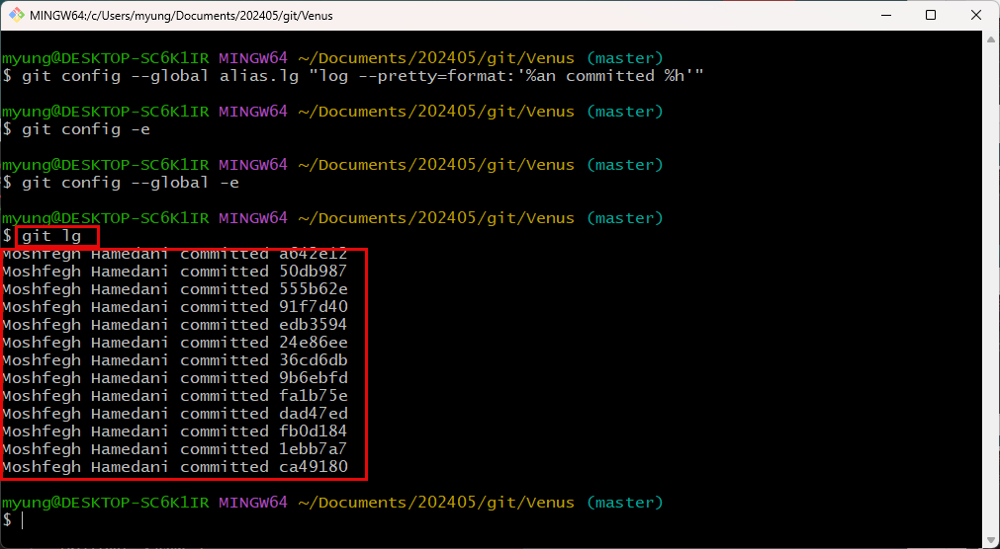 MINGW64:/c/Users/myung/Documents/202405/git/Venus
myung@DESKTOP-SC6K1IR MINGW64 ~/Documents/202405/git/Venus (master)
$ git config --global alias.lg "log --pretty=format:'%an committed %h'"
myung@DESKTOP-SC6K1IR MINGW64 ~/Documents/202405/git/Venus (master)
$ git config -e
myung@DESKTOP-SC6K1IR MINGW64 ~/Documents/202405/git/Venus (master)
$ git config --global -e
myung@DESKTOP-SC6K1IR MINGW64 ~/Documents/202405/git/Venus (master)
$ git lg
Moshfegh Hamedani committed a642e12
Moshfegh Hamedani committed 50db987
Moshfegh Hamedani committed 555b62e
Moshfegh Hamedani committed 91f7d40
Moshfegh Hamedani committed edb3594
Moshfegh Hamedani committed 24e86ee
Moshfegh Hamedani committed 36cd6db
Moshfegh Hamedani committed 9b6ebfd
Moshfegh Hamedani committed fa1b75e
Moshfegh Hamedani committed dad47ed
Moshfegh Hamedani committed fb0d184
Moshfegh Hamedani committed 1ebb7a7
Moshfegh Hamedani committed ca49180
myung@DESKTOP-SC6K1IR MINGW64 ~/Documents/202405/git/Venus (master)
$